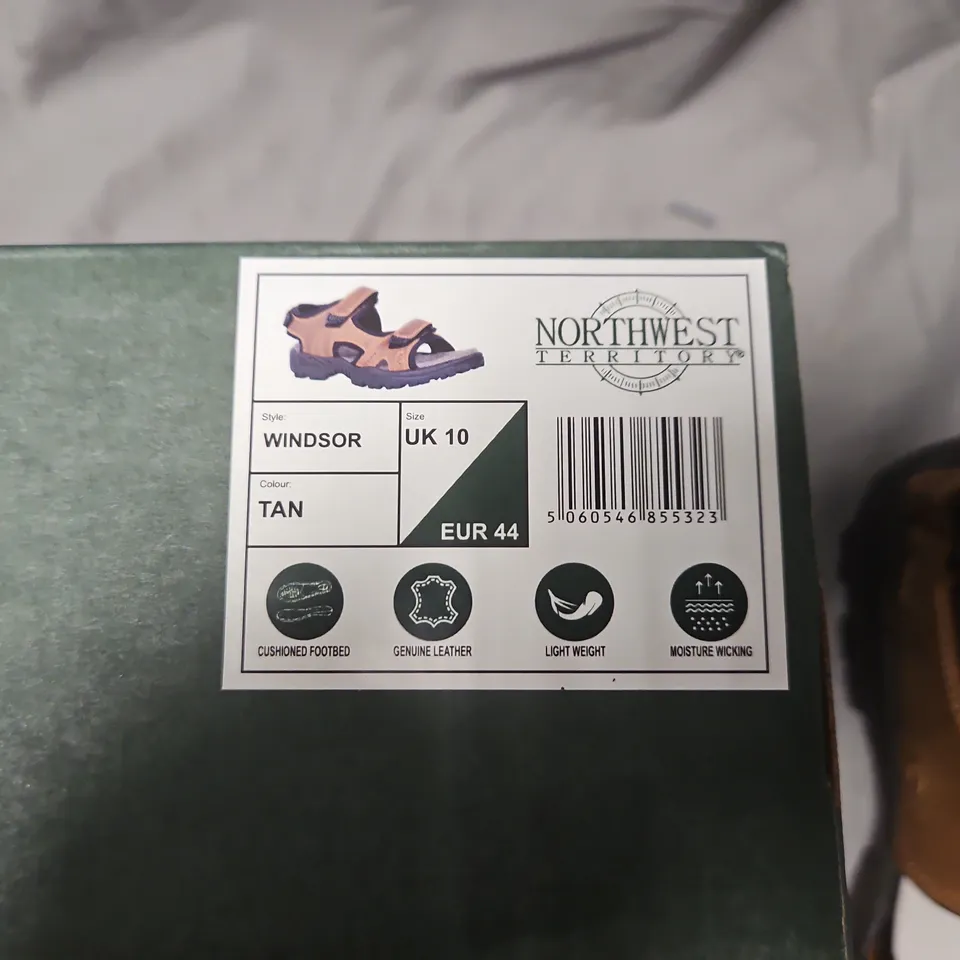 NORTHWEST
TERRITORY®
Style:
WINDSOR
Size
UK 10
Colour:
TAN
EUR 44
5 060546 855323
CUSHIONED FOOTBED
GENUINE LEATHER
LIGHT WEIGHT
MOISTURE WICKING